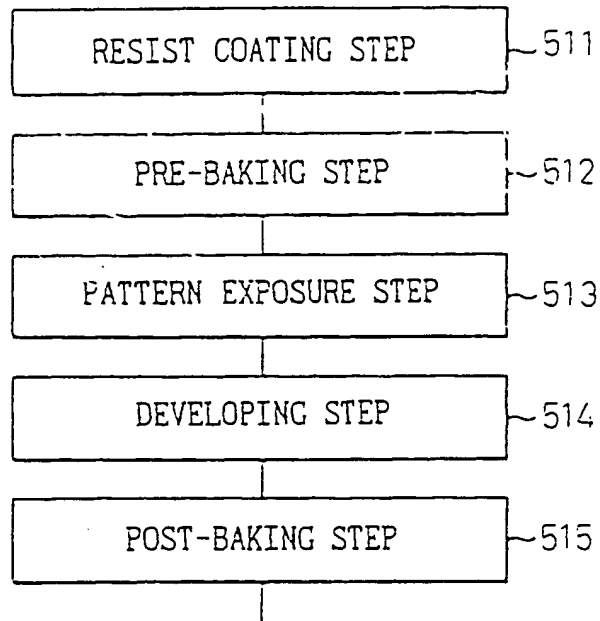 RESIST COATING STEP 511
PRE-BAKING STEP 512
PATTERN EXPOSURE STEP 513
DEVELOPING STEP 514
POST-BAKING STEP 515